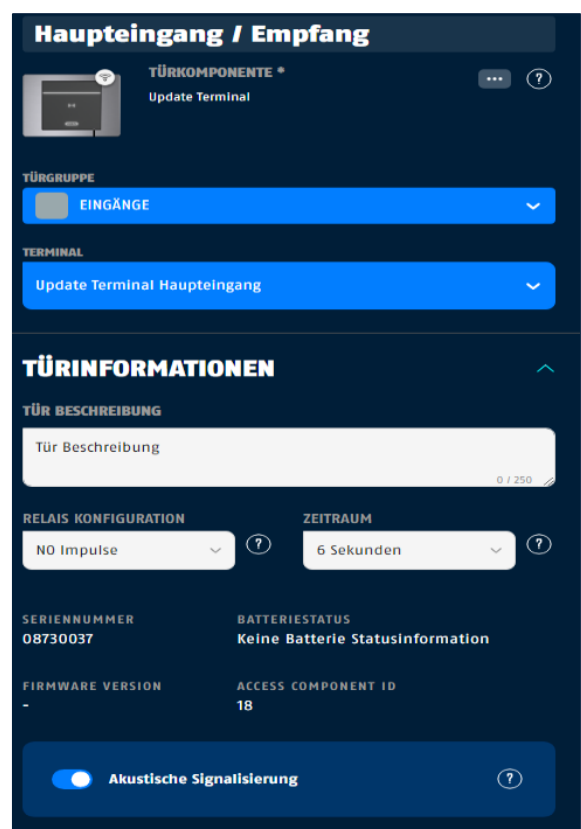 Haupteingang / Empfang
TÜRKOMPONENTE *
Update Terminal
TÜRGRUPPE
EINGÄNGE
TERMINAL
Update Terminal Haupteingang
TÜRINFORMATIONEN
TÜR BESCHREIBUNG
Tür Beschreibung
0 / 250
RELAIS KONFIGURATION
ZEITRAUM
NO Impulse
?
6 Sekunden
?
SERIENNUMMER
BATTERIESTATUS
08730037
Keine Batterie Statusinformation
FIRMWARE VERSION
ACCESS COMPONENT ID
-
18
Akustische Signalisierung
?